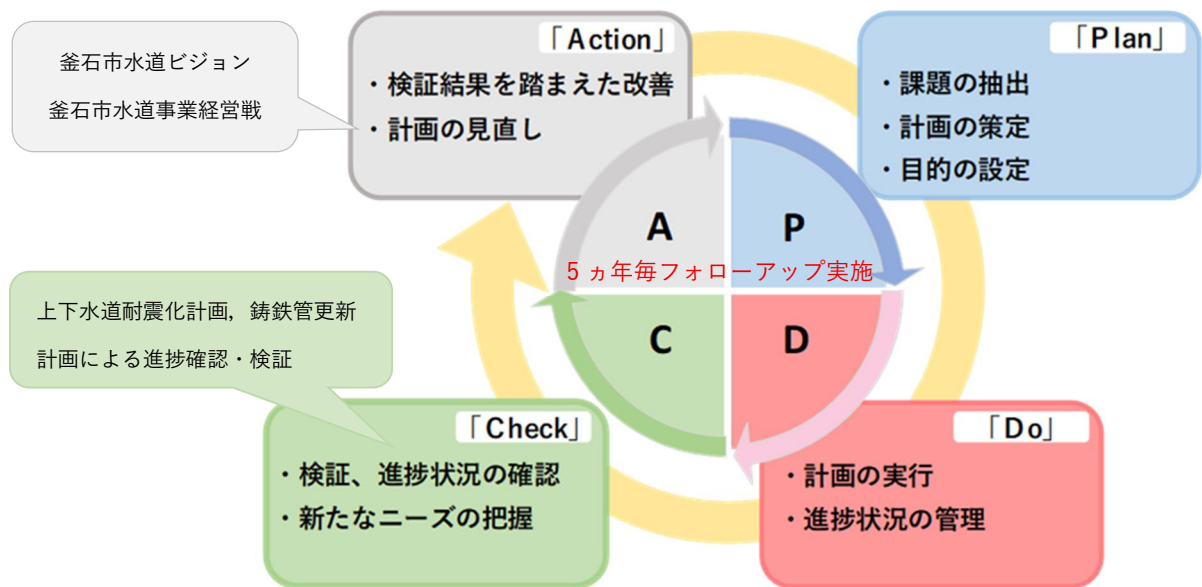 釜石市水道ビジョン
釜石市水道事業経営戦
「Action」
・検証結果を踏まえた改善
・計画の見直し
「Plan」
・課題の抽出
・計画の策定
・目的の設定
A
P
5 ヵ年毎フォローアップ実施
C
D
上下水道耐震化計画，鋳鉄管更新
計画による進捗確認・検証
「Check」
・検証、進捗状況の確認
・新たなニーズの把握
「Do」
・計画の実行
・進捗状況の管理